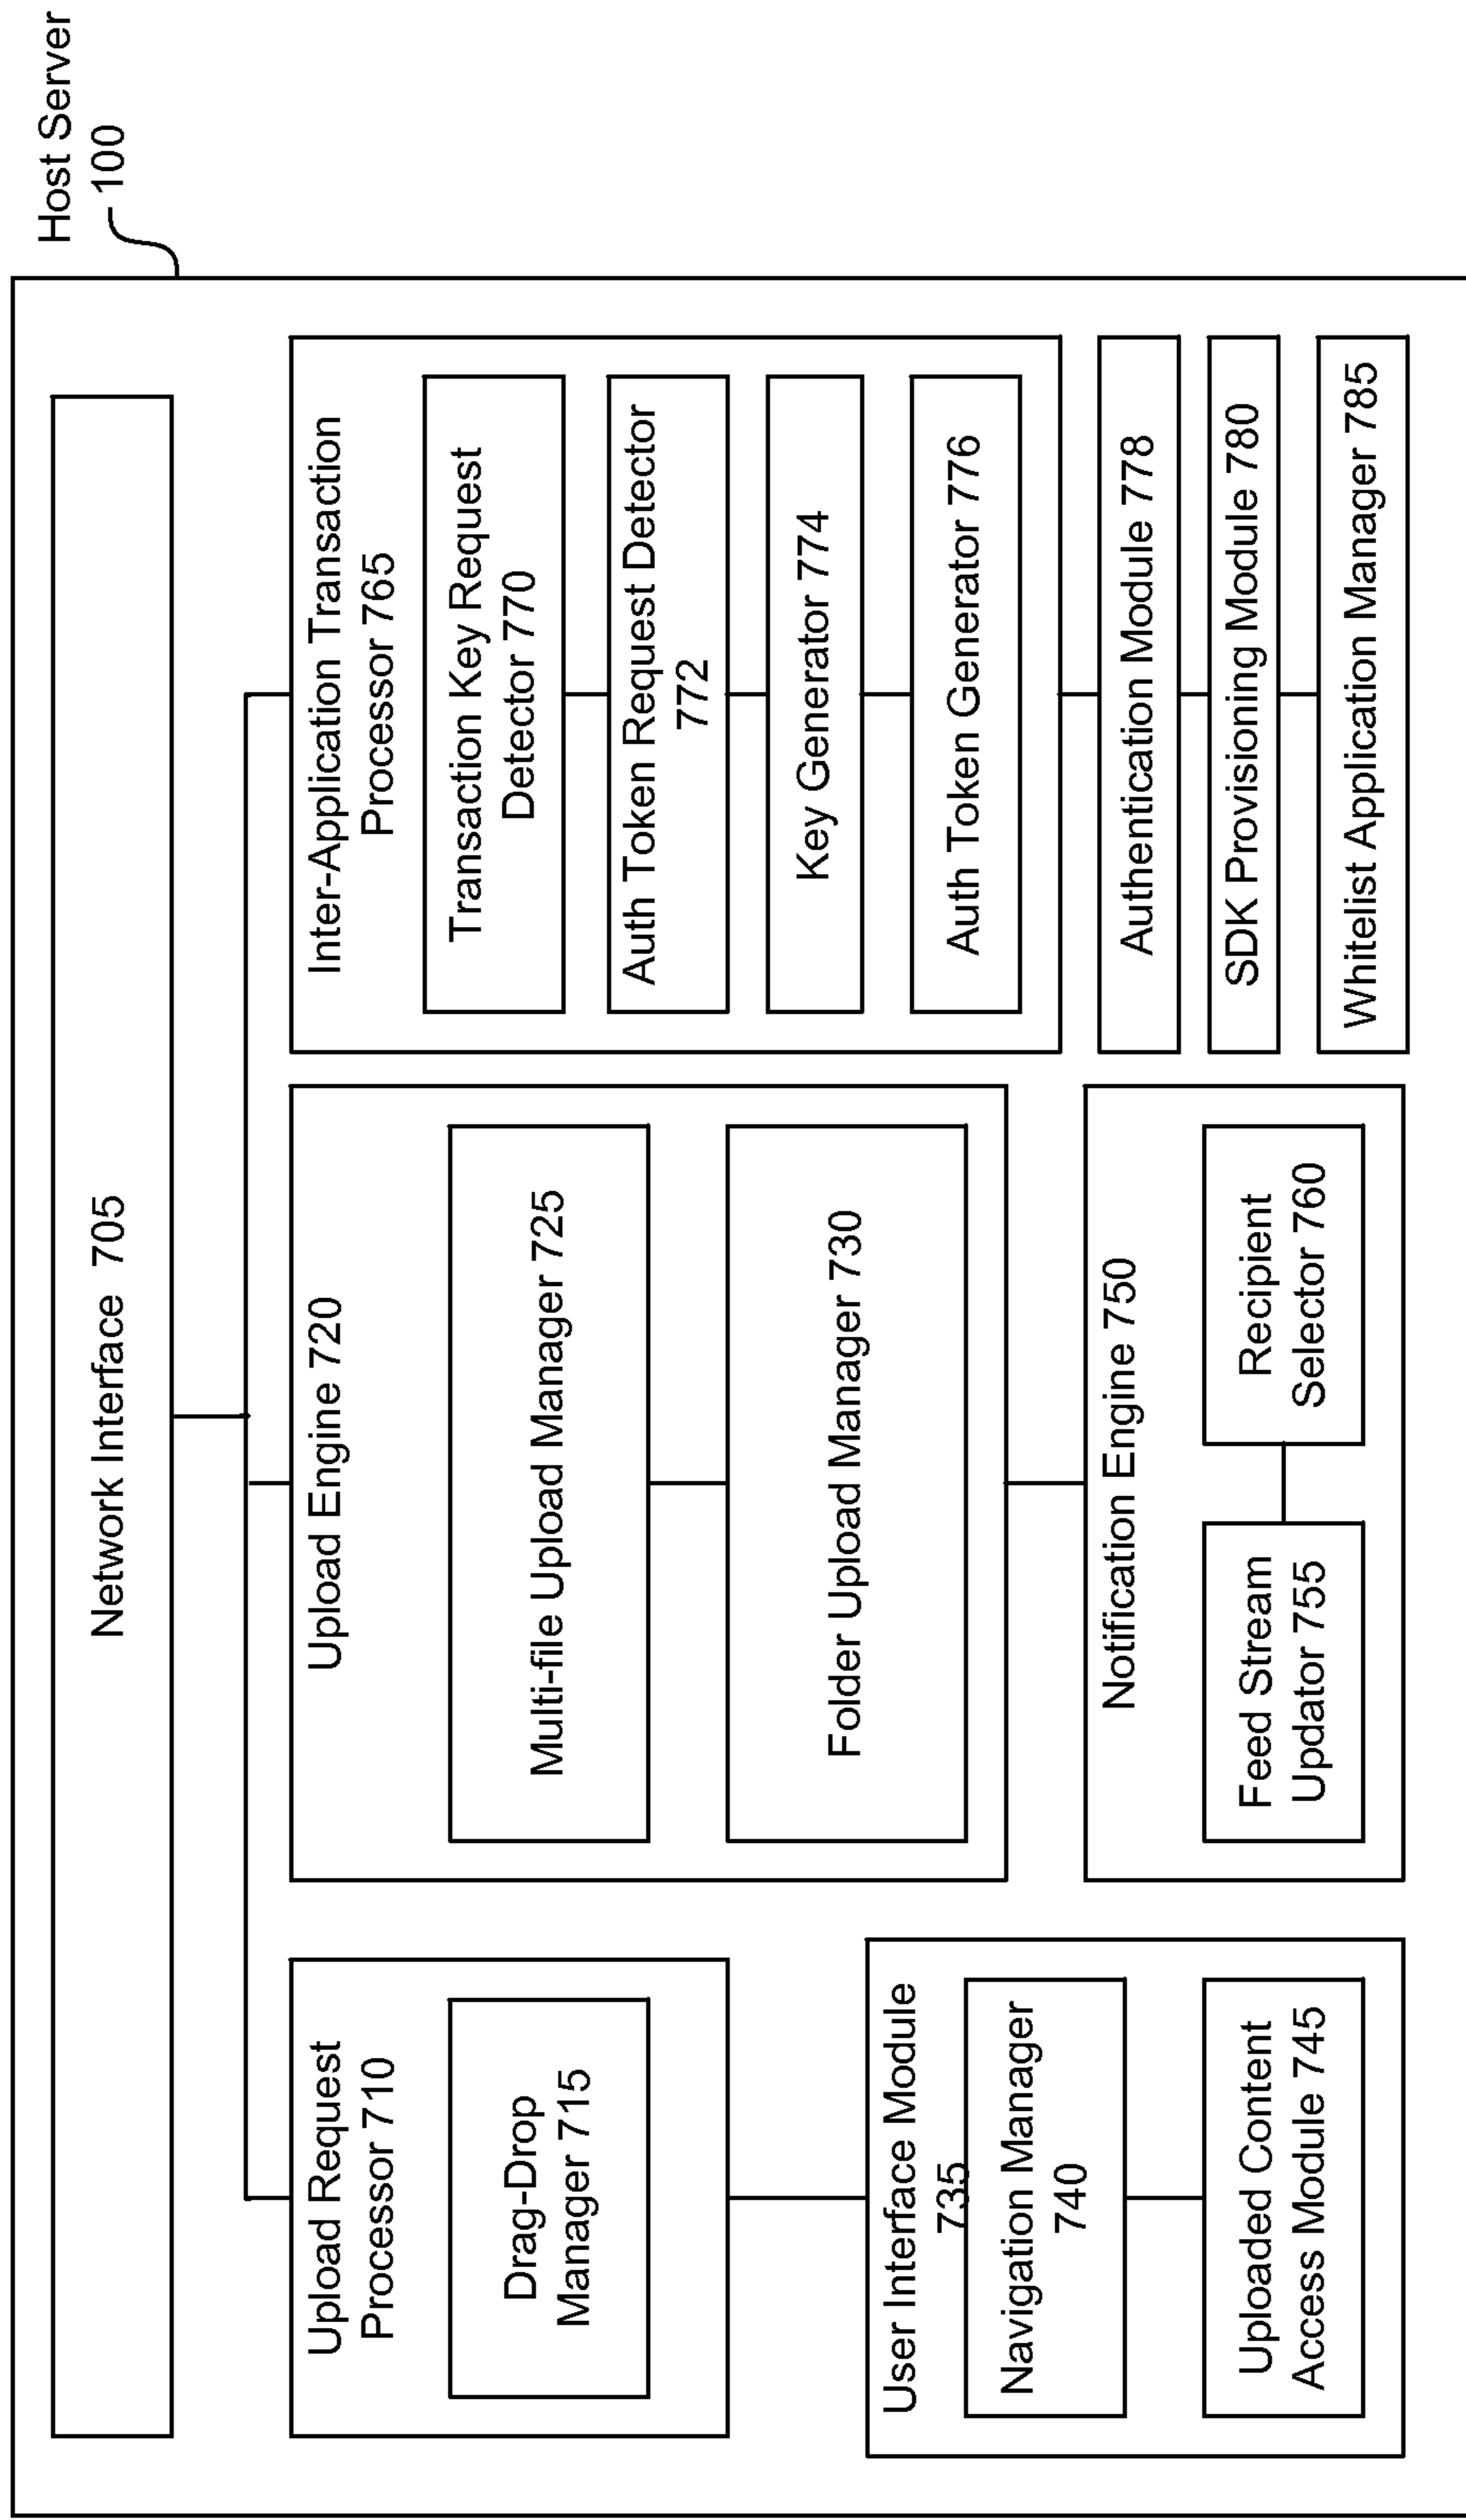 Host Server
100
Network Interface 705
Upload Request
Processor 710
Drag-Drop
Manager 715
User Interface Module
735
Navigation Manager
740
Uploaded Content
Access Module 745
Upload Engine 720
Multi-file Upload Manager 725
Folder Upload Manager 730
Notification Engine 750
Feed Stream
Updator 755
Recipient
Selector 760
Inter-Application Transaction
Processor 765
Transaction Key Request
Detector 770
Auth Token Request Detector
772
Key Generator 774
Auth Token Generator 776
Authentication Module 778
SDK Provisioning Module 780
Whitelist Application Manager 785